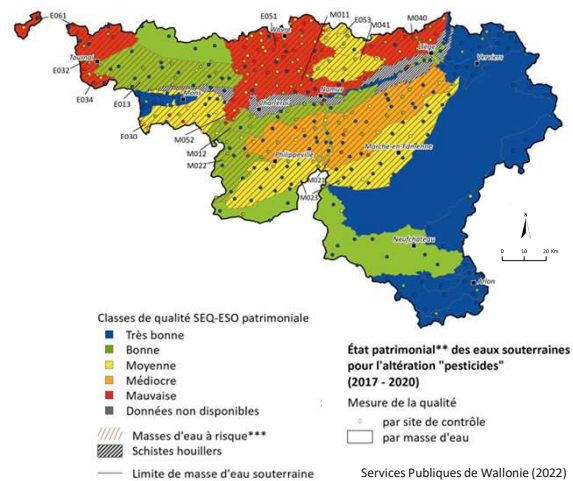 E061
E051
M011
E053
M041
M040
Wavre
Liège
Tournai
Verviers
E032
E034
Mons
Namur
E013
Charleroi
E030
M052
M012
M022
Philippeville
Marche-en-Famenne
M021
M023
Neufchâteau
N
0 10 20 Km
Arlon
Classes de qualité SEQ-ESO patrimoniale
Très bonne
Bonne
Moyenne
Médiocre
Mauvaise
Données non disponibles
Masses d'eau à risque***
Schistes houillers
Limite de masse d'eau souterraine
État patrimonial** des eaux souterraines
pour l'altération "pesticides"
(2017 - 2020)
Mesure de la qualité
par site de contrôle
par masse d'eau
Services Publiques de Wallonie (2022)